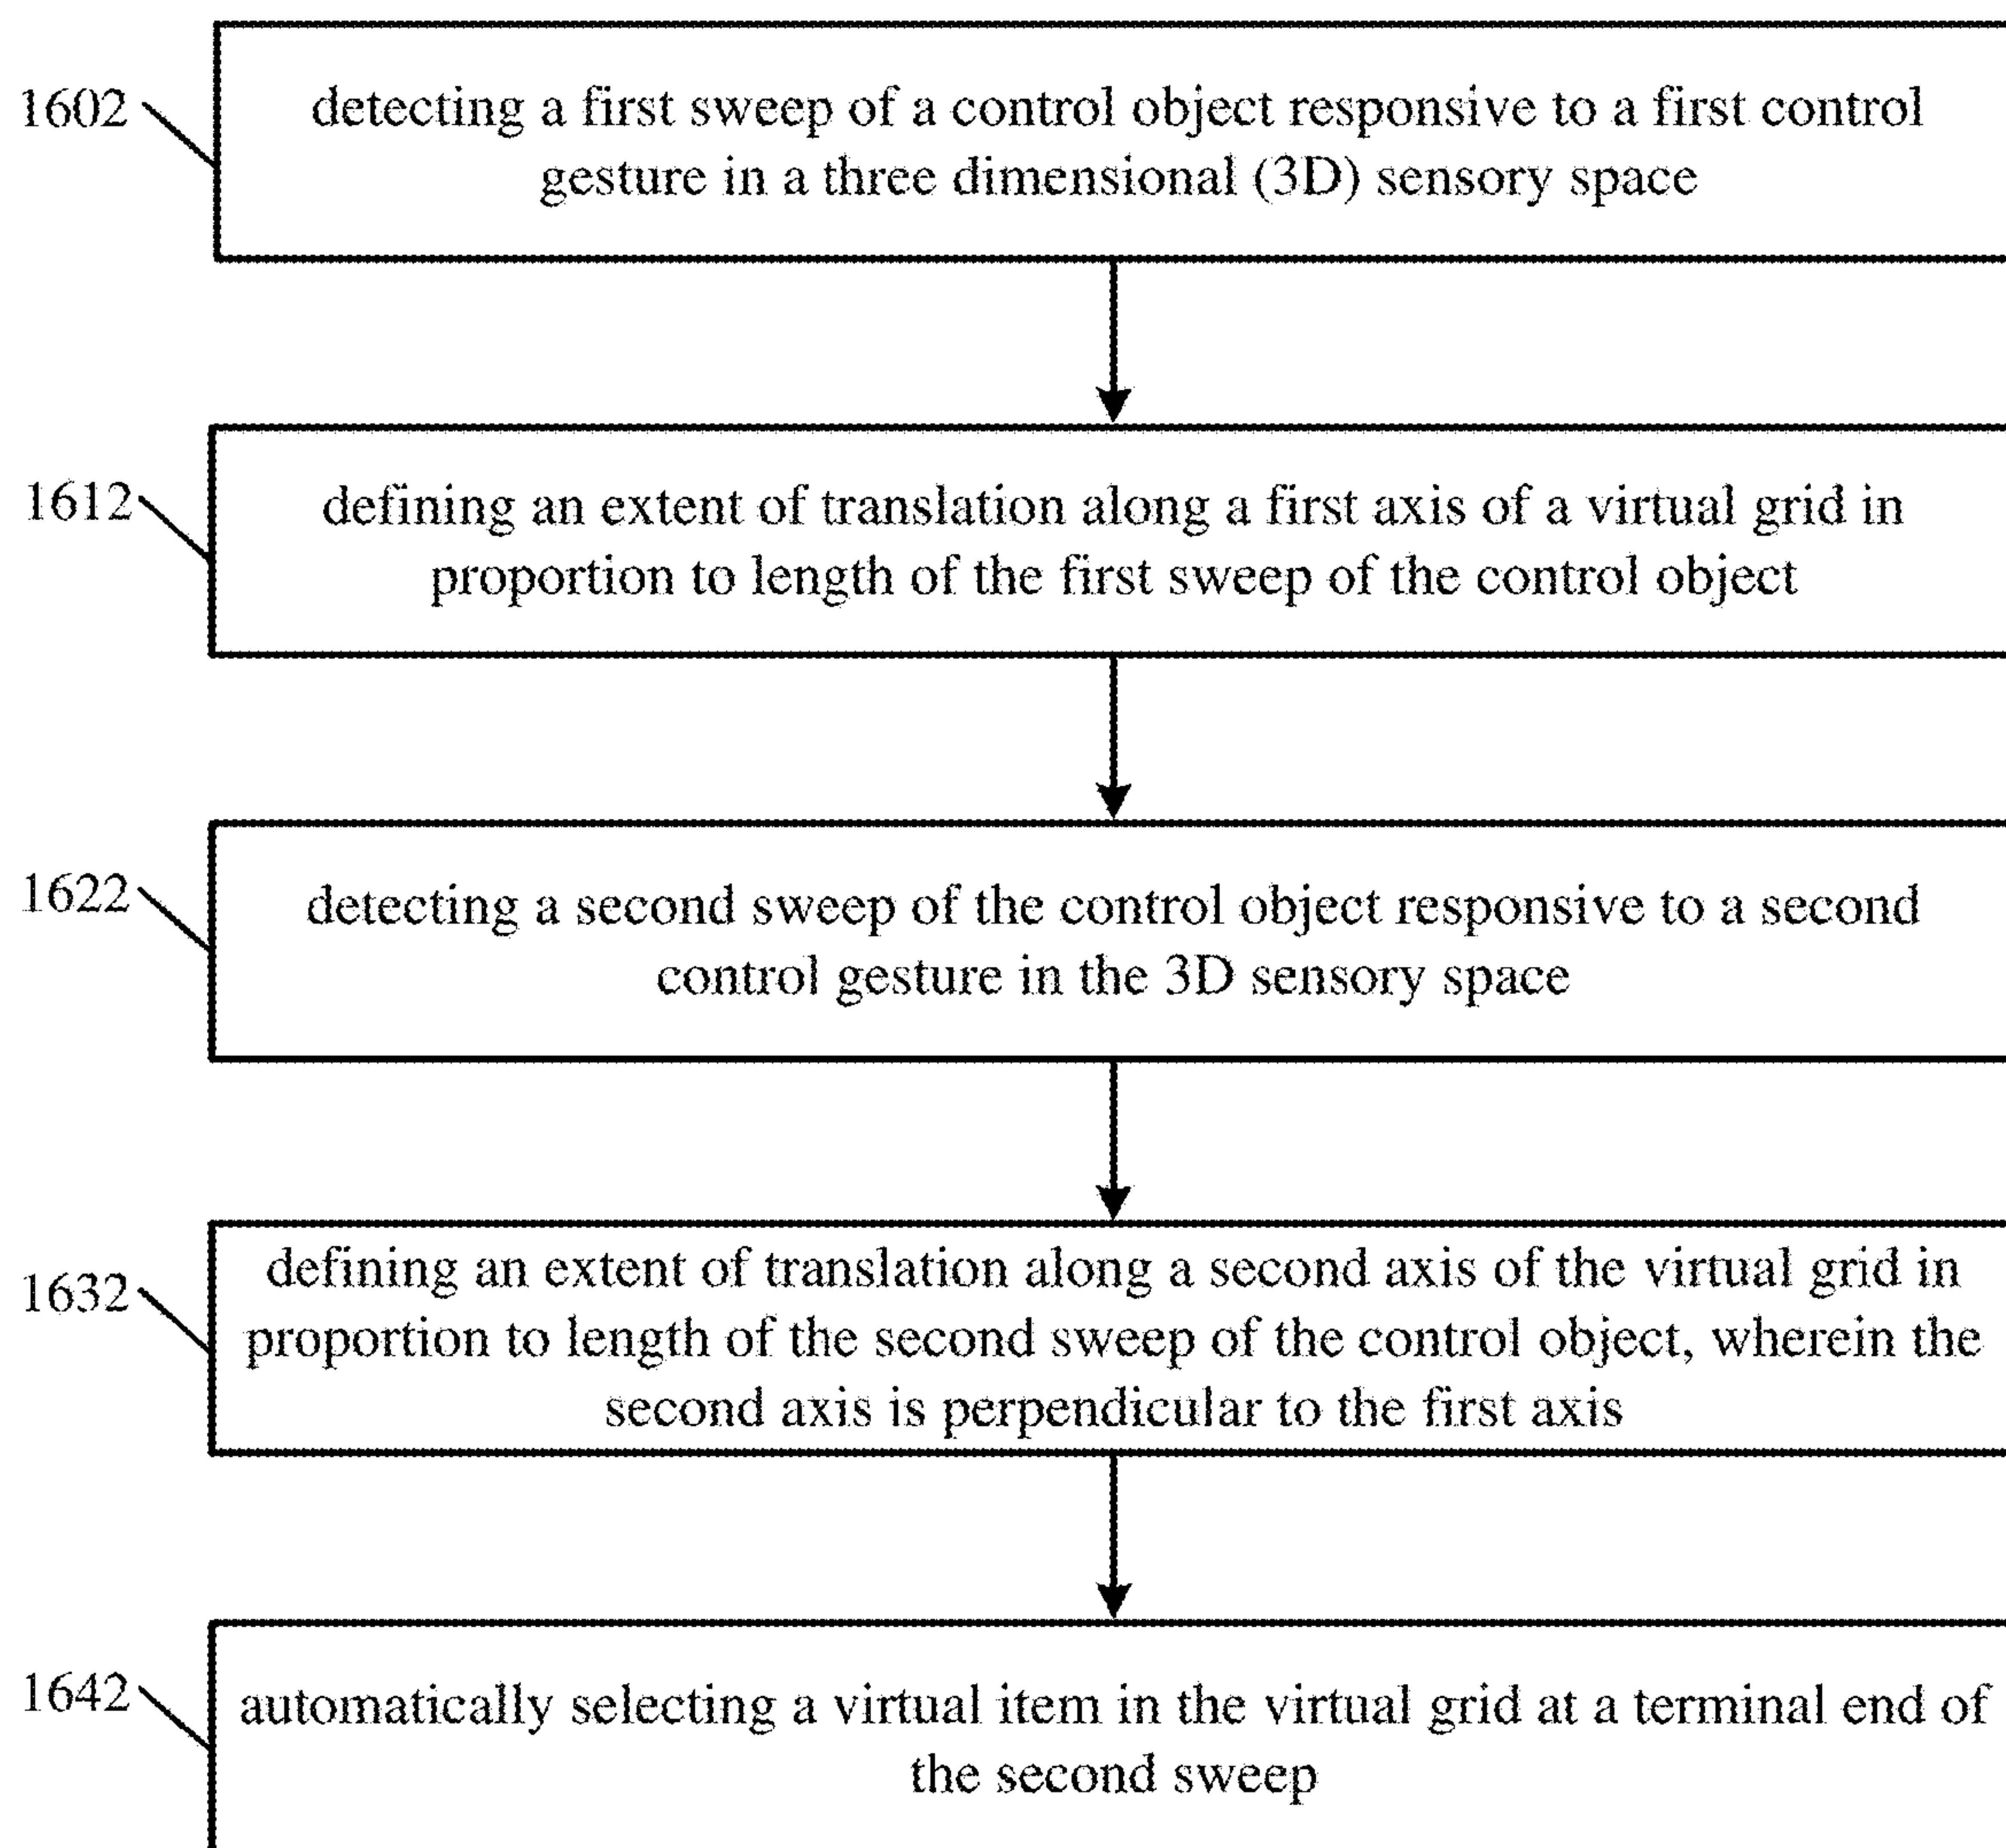 1602
detecting a first sweep of a control object responsive to a first control
gesture in a three dimensional (3D) sensory space
1612
defining an extent of translation along a first axis of a virtual grid in
proportion to length of the first sweep of the control object
1622
detecting a second sweep of the control object responsive to a second
control gesture in the 3D sensory space
1632
defining an extent of translation along a second axis of the virtual grid in
proportion to length of the second sweep of the control object, wherein the
second axis is perpendicular to the first axis
1642
automatically selecting a virtual item in the virtual grid at a terminal end of
the second sweep